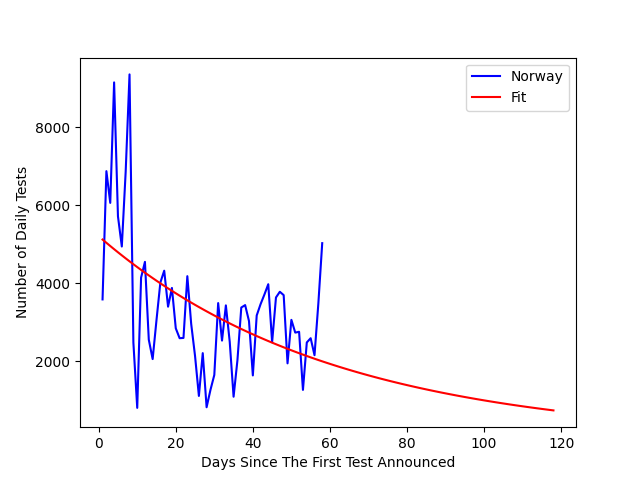 Norway
Fit
Number of Daily Tests
8000
6000
4000
2000
0 20 40 60 80 100 120
Days Since The First Test Announced